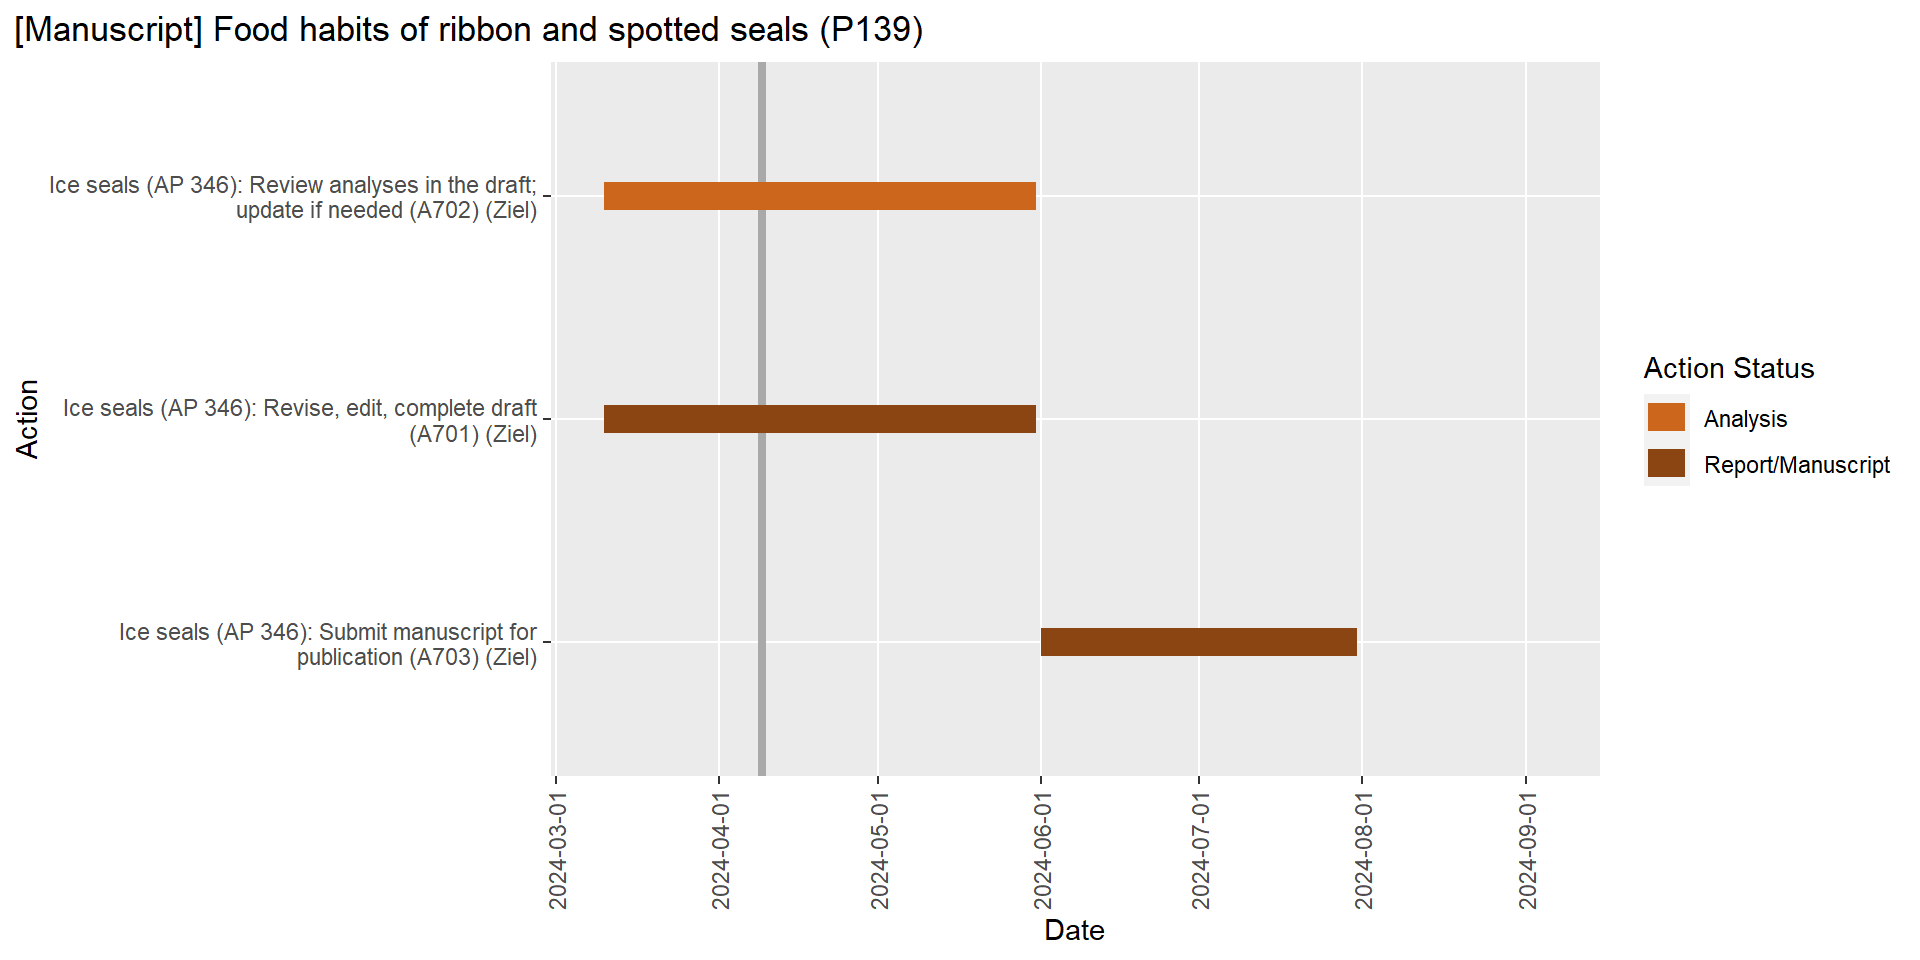 [Manuscript] Food habits of ribbon and spotted seals (P139)
Action
Ice seals (AP 346): Review analyses in the draft;
update if needed (A702) (Ziel)
Ice seals (AP 346): Revise, edit, complete draft
(A701) (Ziel)
Ice seals (AP 346): Submit manuscript for
publication (A703) (Ziel)
2024-03-01
2024-04-01
2024-05-01
2024-06-01
2024-07-01
2024-08-01
2024-09-01
Date
Action Status
Analysis
Report/Manuscript